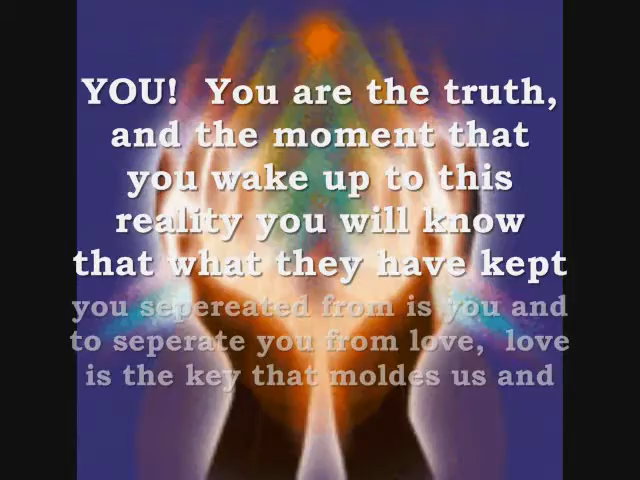 YOU!  You are the truth,
and the moment that
you wake up to this
reality you will know
that what they have kept
you sepereated from is you and
to seperate you from love,  love
is the key that moldes us and